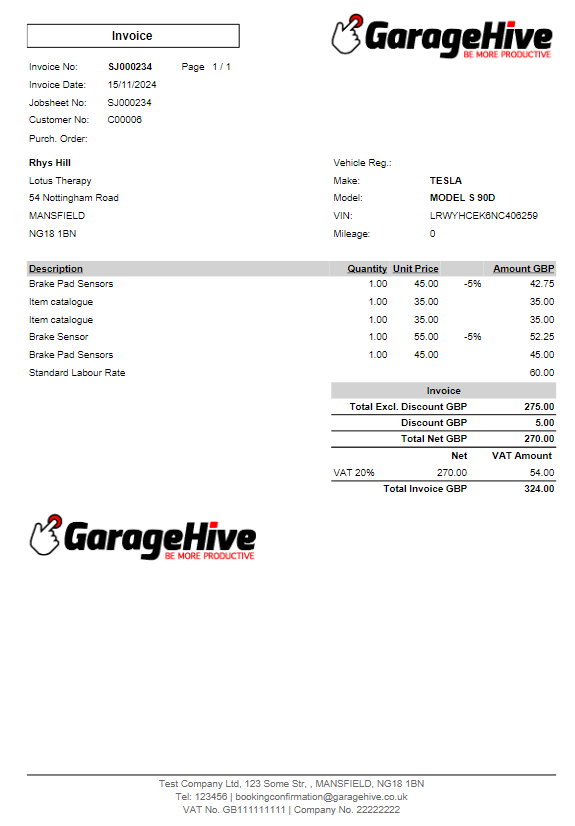 Invoice
GarageHive
BE MORE PRODUCTIVE
Invoice No: SJ000234 Page 1 / 1
Invoice Date: 15/11/2024
Jobsheet No: SJ000234
Customer No: C00006
Purch. Order:
Rhys Hill Vehicle Reg.:
Lotus Therapy Make: TESLA
54 Nottingham Road Model: MODEL S 90D
MANSFIELD VIN: LRWYHCEK6NC406259
NG18 1BN Mileage: 0
Description Quantity Unit Price Amount GBP
Brake Pad Sensors 1.00 45.00 -5% 42.75
Item catalogue 1.00 35.00 35.00
Item catalogue 1.00 35.00 35.00
Brake Sensor 1.00 55.00 -5% 52.25
Brake Pad Sensors 1.00 45.00 45.00
Standard Labour Rate 60.00
Invoice
Total Excl. Discount GBP 275.00
Discount GBP 5.00
Total Net GBP 270.00
Net VAT Amount
VAT 20% 270.00 54.00
Total Invoice GBP 324.00
GarageHive
BE MORE PRODUCTIVE
Test Company Ltd, 123 Some Str, , MANSFIELD, NG18 1BN
Tel: 123456 | bookingconfirmation@garagehive.co.uk
VAT No. GB111111111 | Company No. 22222222